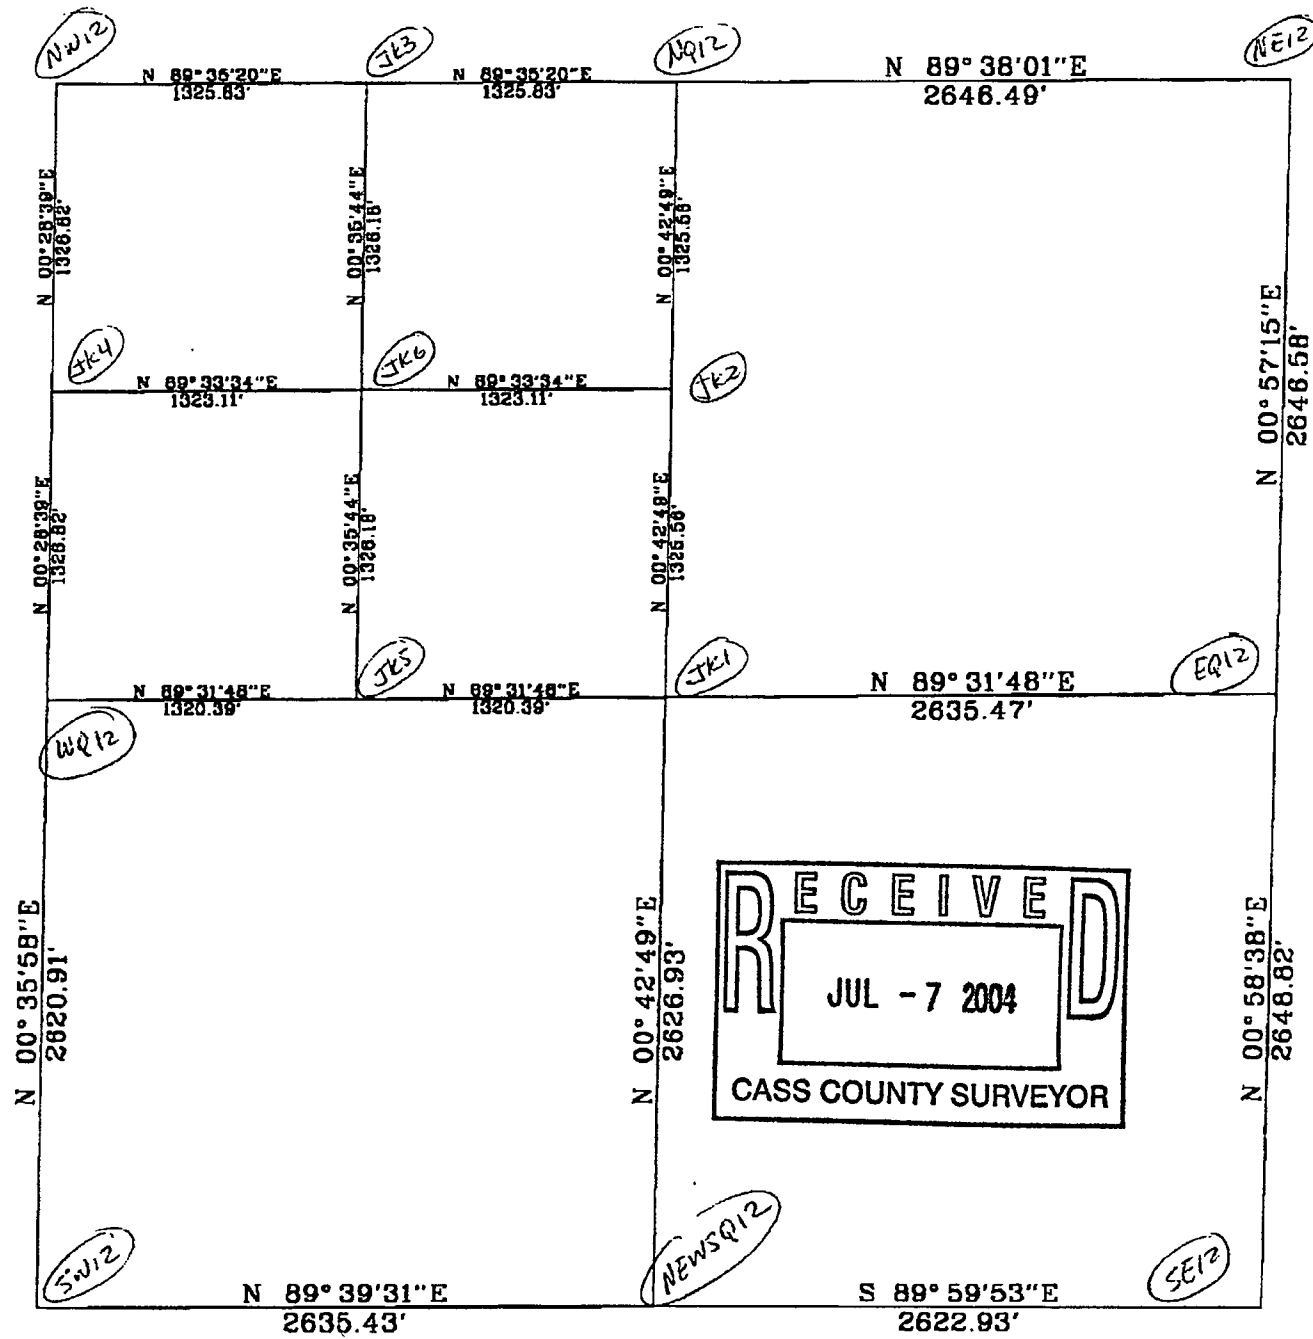 NW12
JK3
NQ12
NE12
N 89°35'20"E
1325.83'
N 89°35'20"E
1325.83'
N 89°38'01"E
2646.49'
N 00°28'39"E
1326.82'
N 00°35'44"E
1326.18'
N 00°42'49"E
1325.56'
N 00°57'15"E
2646.58'
JK4
JK6
JK2
N 89°33'34"E
1323.11'
N 89°33'34"E
1323.11'
N 00°28'39"E
1326.82'
N 00°35'44"E
1326.18'
N 00°42'49"E
1325.56'
JK5
JK1
EQ12
N 89°31'48"E
1320.39'
N 89°31'48"E
1320.39'
N 89°31'48"E
2635.47'
WQ12
N 00°35'58"E
2620.91'
N 00°42'49"E
2626.93'
RECEIVED
JUL - 7 2004
CASS COUNTY SURVEYOR
N 00°58'38"E
2648.82'
SW12
NEWSQ12
SE12
N 89°39'31"E
2635.43'
S 89°59'53"E
2622.93'